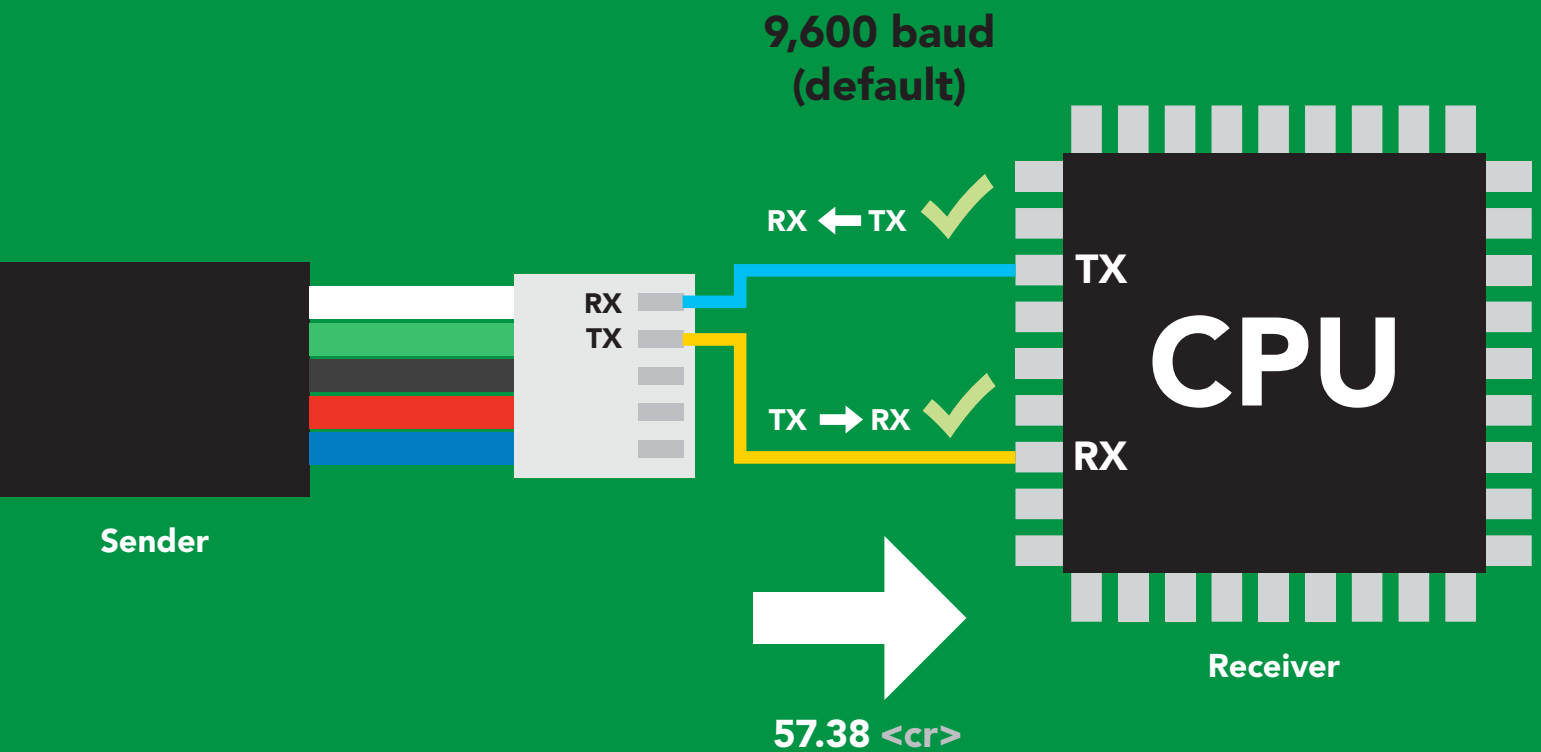 9,600 baud
(default)
RX ← TX
RX
TX
TX → RX
TX
CPU
RX
Sender
Receiver
57.38 <cr>